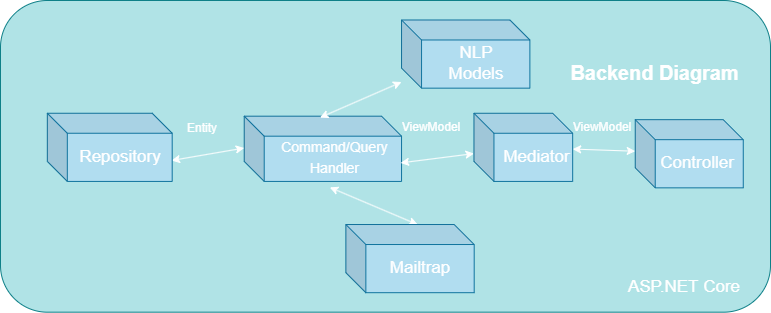 NLP
Models
Backend Diagram
Entity
ViewModel
ViewModel
Repository
Command/Query
Handler
Mediator
Controller
Mailtrap
ASP.NET Core